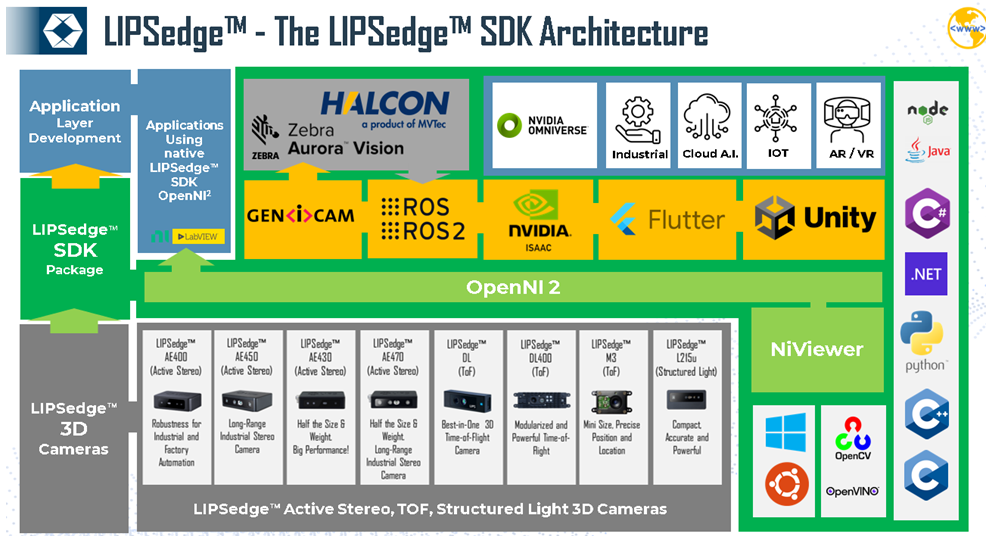 LIPSedge™ - The LIPSedge™ SDK Architecture
<www>
Application
Layer
Development
Applications
Using
native
LIPSedge™
SDK
OpenNI²
LabVIEW
ZEBRA
Zebra
Aurora™ Vision
HALCON
a product of MVTec
NVIDIA
OMNIVERSE™
Industrial
Cloud A.I.
IOT
AR / VR
LIPSedge™
SDK
Package
GEN<i>CAM
ROS
ROS2
NVIDIA.
ISAAC
Flutter
Unity
OpenNI 2
NiViewer
LIPSedge™
3D
Cameras
LIPSedge™
AE400
(Active Stereo)
Robustness for
Industrial and
Factory
Automation
LIPSedge™
AE450
(Active Stereo)
Long-Range
Industrial Stereo
Camera
LIPSedge™
AE430
(Active Stereo)
Half the Size &
Weight,
Big Performance!
LIPSedge™
AE470
(Active Stereo)
Half the Size &
Weight,
Long-Range
Industrial Stereo
Camera
LIPSedge™
DL
(ToF)
Best-in-One 3D
Time-of-Flight
Camera
LIPSedge™
DL400
(ToF)
Modularized and
Powerful Time-of-
Flight
LIPSedge™
M3
(ToF)
Mini Size, Precise
Position and
Location
LIPSedge™
L215u
(Structured Light)
Compact,
Accurate and
Powerful
LIPSedge™ Active Stereo, TOF, Structured Light 3D Cameras
OpenCV
OpenVINO
node
JS
Java
C#
.NET
python™
C++
C